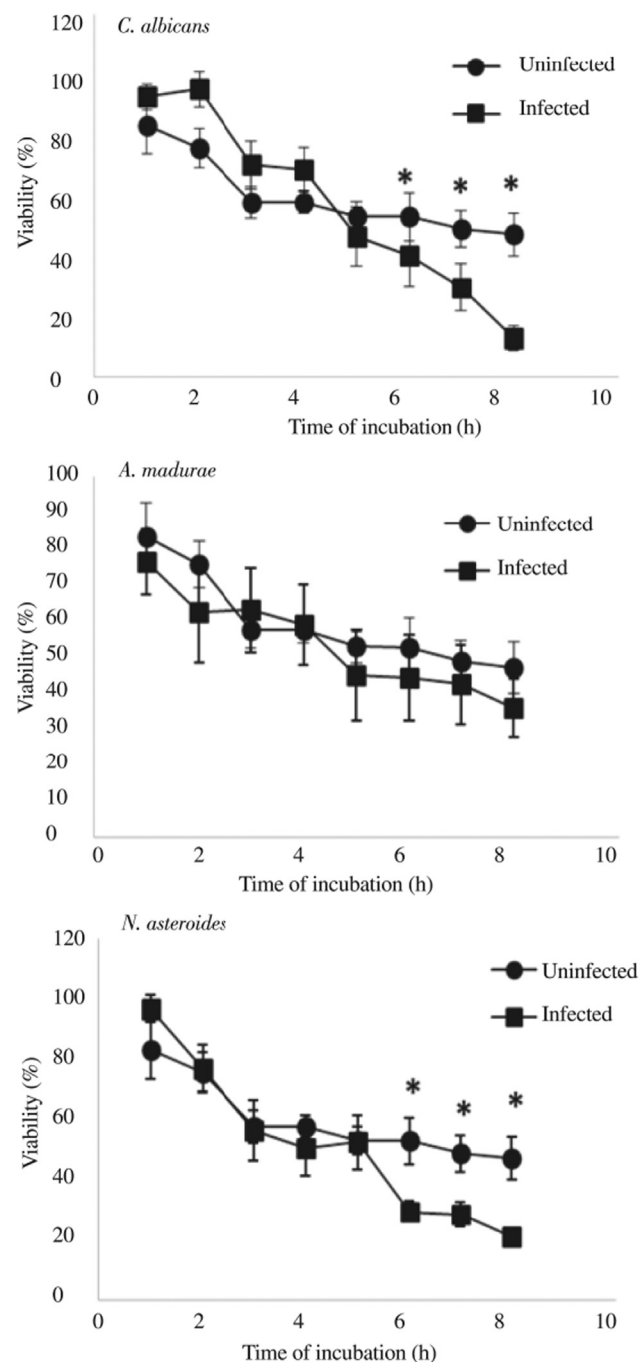 C. albicans
Uninfected
Infected
120
100
80
60
40
20
0
Viability (%)
* * *
0 2 4 6 8 10
Time of incubation (h)
A. madurae
Uninfected
Infected
100
90
80
70
60
50
40
30
20
10
0
Viability (%)
0 2 4 6 8 10
Time of incubation (h)
N. asteroides
Uninfected
Infected
120
100
80
60
40
20
0
Viability (%)
* * *
0 2 4 6 8 10
Time of incubation (h)